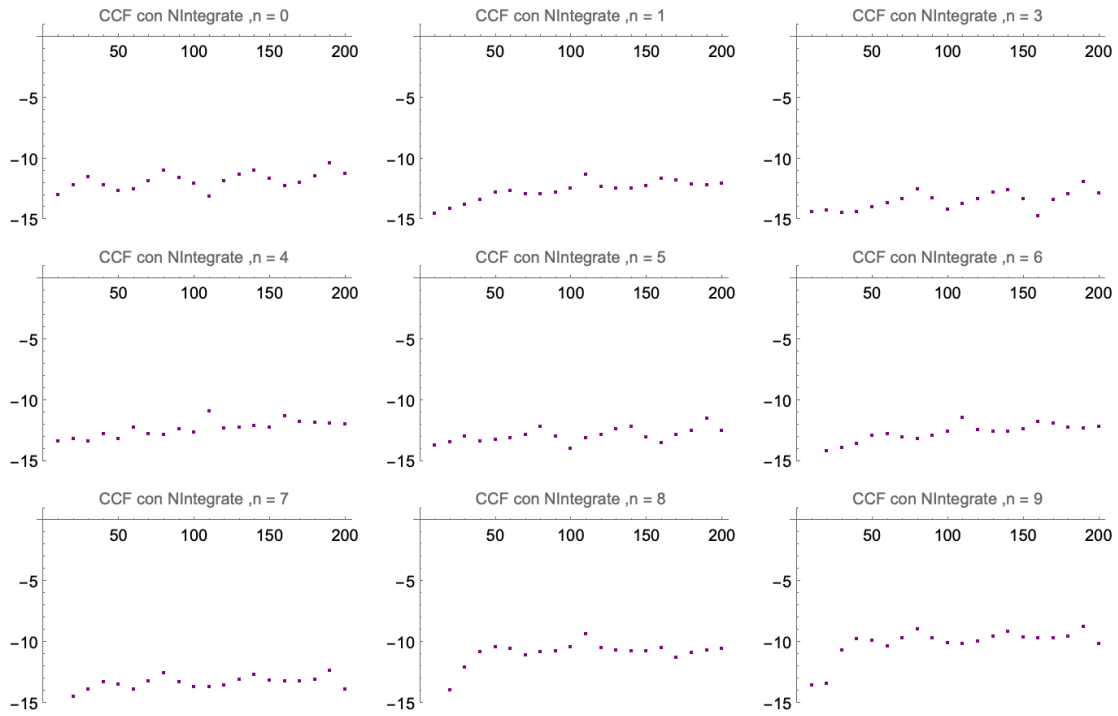 CCF con NIntegrate ,n = 0
50 100 150 200
-5
-10
-15
CCF con NIntegrate ,n = 1
50 100 150 200
-5
-10
-15
CCF con NIntegrate ,n = 3
50 100 150 200
-5
-10
-15
CCF con NIntegrate ,n = 4
50 100 150 200
-5
-10
-15
CCF con NIntegrate ,n = 5
50 100 150 200
-5
-10
-15
CCF con NIntegrate ,n = 6
50 100 150 200
-5
-10
-15
CCF con NIntegrate ,n = 7
50 100 150 200
-5
-10
-15
CCF con NIntegrate ,n = 8
50 100 150 200
-5
-10
-15
CCF con NIntegrate ,n = 9
50 100 150 200
-5
-10
-15